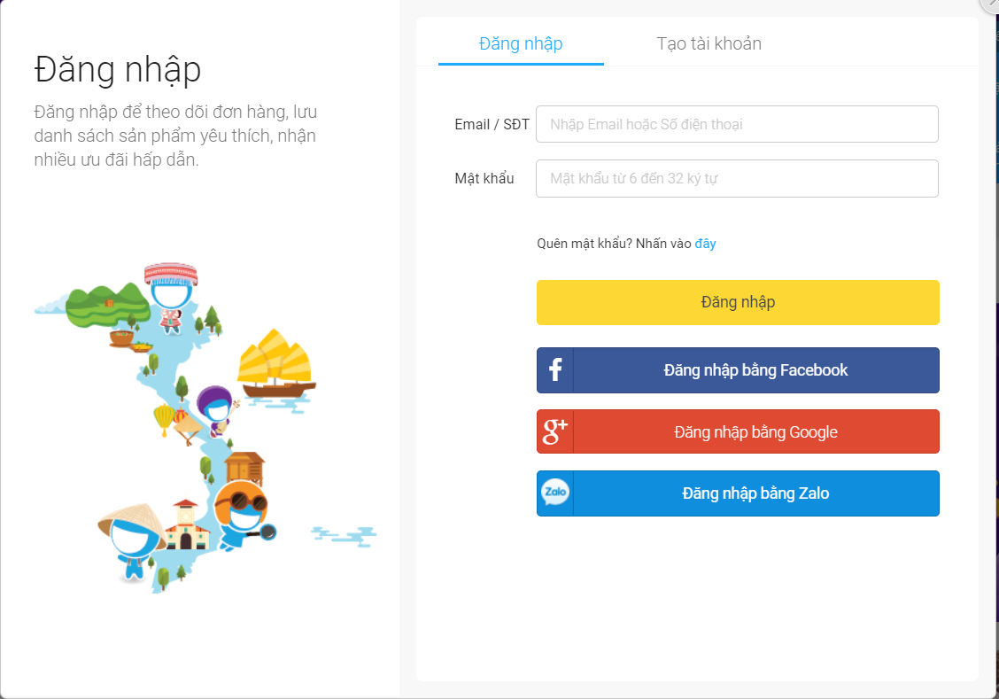 Đăng nhập
Đăng nhập để theo dõi đơn hàng, lưu
danh sách sản phẩm yêu thích, nhận
nhiều ưu đãi hấp dẫn.
Đăng nhập Tạo tài khoản
Email / SĐT Nhập Email hoặc Số điện thoại
Mật khẩu Mật khẩu từ 6 đến 32 ký tự
Quên mật khẩu? Nhấn vào đây
Đăng nhập
f Đăng nhập bằng Facebook
g+ Đăng nhập bằng Google
Zalo Đăng nhập bằng Zalo